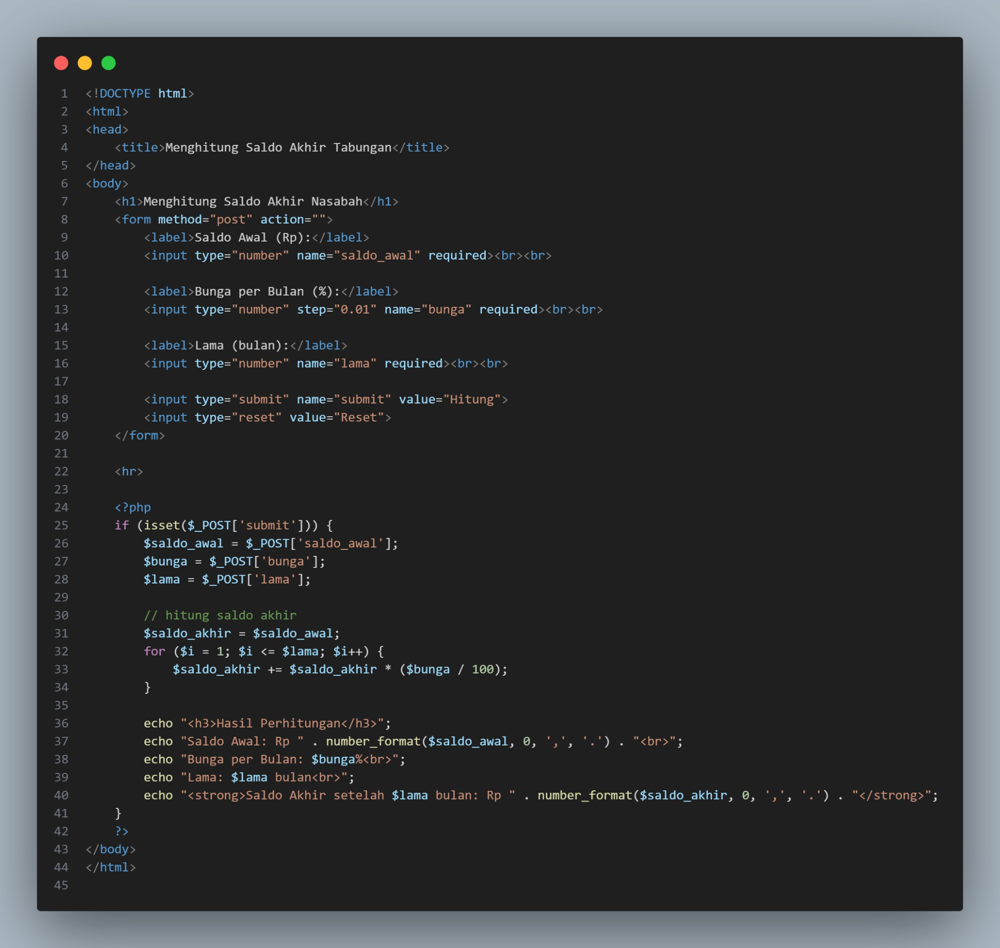 1 <!DOCTYPE html>
2 <html>
3 <head>
4     <title>Menghitung Saldo Akhir Tabungan</title>
5 </head>
6 <body>
7     <h1>Menghitung Saldo Akhir Nasabah</h1>
8     <form method="post" action="">
9         <label>Saldo Awal (Rp):</label>
10         <input type="number" name="saldo_awal" required><br><br>
11
12         <label>Bunga per Bulan (%):</label>
13         <input type="number" step="0.01" name="bunga" required><br><br>
14
15         <label>Lama (bulan):</label>
16         <input type="number" name="lama" required><br><br>
17
18         <input type="submit" name="submit" value="Hitung">
19         <input type="reset" value="Reset">
20     </form>
21
22     <hr>
23
24     <?php
25     if (isset($_POST['submit'])) {
26         $saldo_awal = $_POST['saldo_awal'];
27         $bunga = $_POST['bunga'];
28         $lama = $_POST['lama'];
29
30         // hitung saldo akhir
31         $saldo_akhir = $saldo_awal;
32         for ($i = 1; $i <= $lama; $i++) {
33             $saldo_akhir += $saldo_akhir * ($bunga / 100);
34         }
35
36         echo "<h3>Hasil Perhitungan</h3>";
37         echo "Saldo Awal: Rp " . number_format($saldo_awal, 0, ',', '.') . "<br>";
38         echo "Bunga per Bulan: $bunga%<br>";
39         echo "Lama: $lama bulan<br>";
40         echo "<strong>Saldo Akhir setelah $lama bulan: Rp " . number_format($saldo_akhir, 0, ',', '.') . "</strong>";
41     }
42     ?>
43 </body>
44 </html>
45